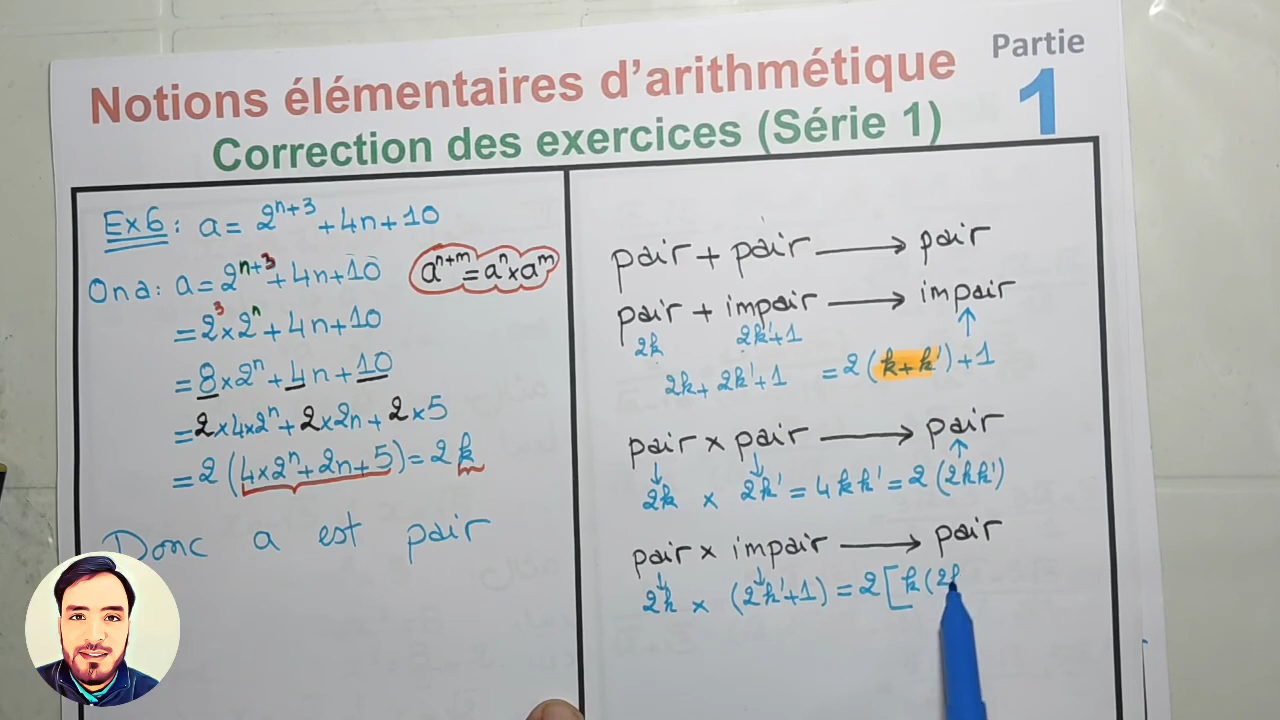 Notions élémentaires d'arithmétique
Correction des exercices (Série 1)
Partie
1
Ex6 : a = 2^{n+3} + 4n + 10
On a : a = 2^{n+3} + 4n + 10
a^{n+m} = a^n × a^m
= 2^3 × 2^n + 4n + 10
= 8 × 2^n + 4n + 10
= 2 × 4 × 2^n + 2 × 2n + 2 × 5
= 2 (4 × 2^n + 2n + 5) = 2 k
Donc a est pair
pair + pair → pair
pair + impair → impair
2k 2k'+1
2k + 2k'+1 = 2 (k + k') + 1
pair × pair → pair
2k × 2k' = 4kk' = 2 (2kk')
pair × impair → pair
2k × (2k'+1) = 2 [k (2k